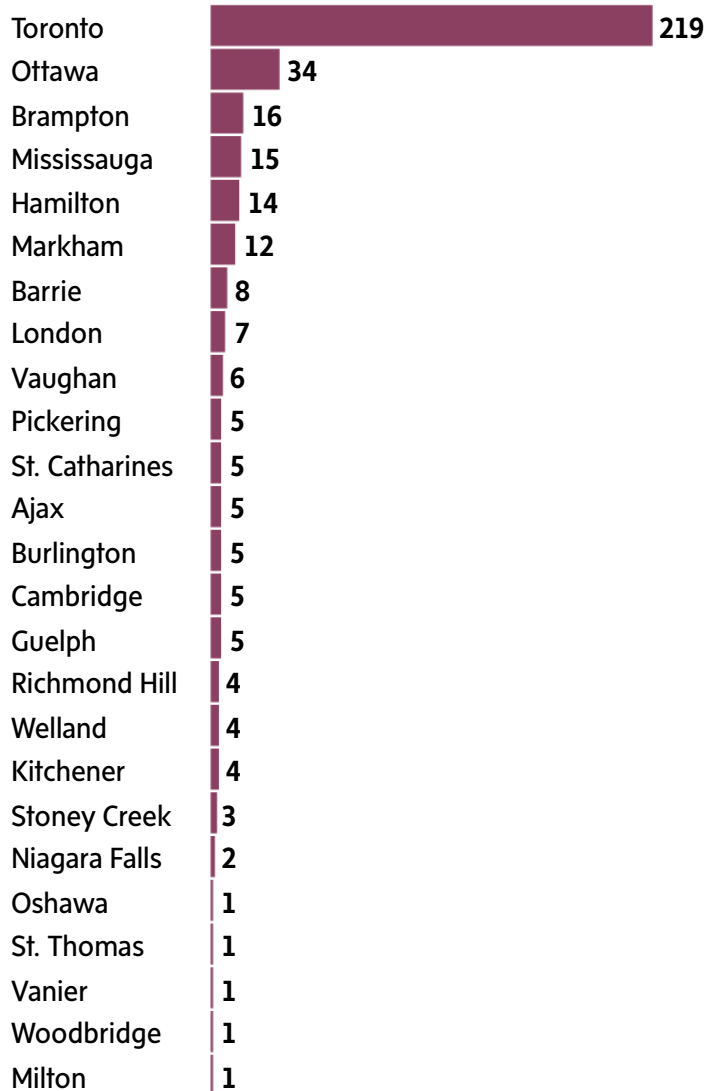 Toronto 219
Ottawa 34
Brampton 16
Mississauga 15
Hamilton 14
Markham 12
Barrie 8
London 7
Vaughan 6
Pickering 5
St. Catharines 5
Ajax 5
Burlington 5
Cambridge 5
Guelph 5
Richmond Hill 4
Welland 4
Kitchener 4
Stoney Creek 3
Niagara Falls 2
Oshawa 1
St. Thomas 1
Vanier 1
Woodbridge 1
Milton 1